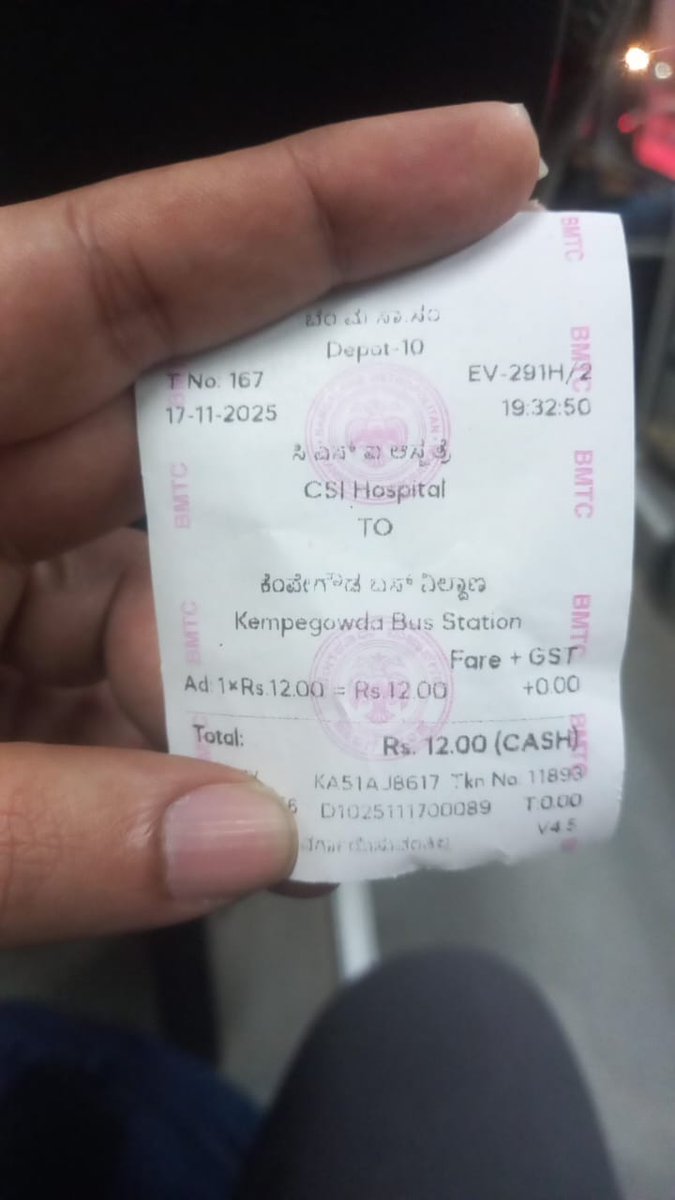 ಬೆಂ ಮ ಸಾ.ಸಂ
Depot-10
T No: 167 EV-291H/2
17-11-2025 19:32:50
ಸಿ ಎಸ್ ಐ ಆಸ್ಪತ್ರೆ
CSI Hospital
TO
ಕೆಂಪೇಗೌಡ ಬಸ್ ನಿಲ್ದಾಣ
Kempegowda Bus Station
Fare + GST
Ad: 1×Rs.12.00 = Rs 12.00 +0.00
Total: Rs. 12.00 (CASH)
KA51AJ8617 Tkn No. 11893
D1025111700089 T:0.00
V4.5
BMTC
BMTC
BMTC
BMTC
BMTC
BMTC